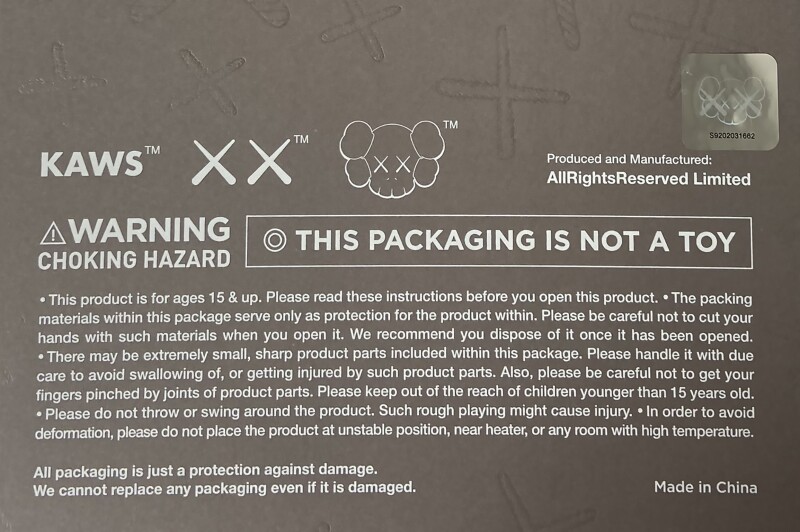 S9202031662
KAWS™ XX™ ™
Produced and Manufactured:
AllRightsReserved Limited
WARNING
CHOKING HAZARD
THIS PACKAGING IS NOT A TOY
• This product is for ages 15 & up. Please read these instructions before you open this product. • The packing
materials within this package serve only as protection for the product within. Please be careful not to cut your
hands with such materials when you open it. We recommend you dispose of it once it has been opened.
• There may be extremely small, sharp product parts included within this package. Please handle it with due
care to avoid swallowing of, or getting injured by such product parts. Also, please be careful not to get your
fingers pinched by joints of product parts. Please keep out of the reach of children younger than 15 years old.
• Please do not throw or swing around the product. Such rough playing might cause injury. • In order to avoid
deformation, please do not place the product at unstable position, near heater, or any room with high temperature.
All packaging is just a protection against damage.
We cannot replace any packaging even if it is damaged.
Made in China